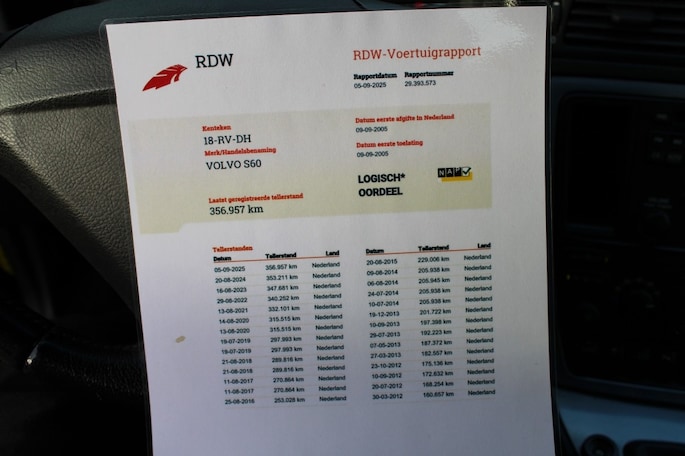 RDW
RDW-Voertuigrapport
Rapportdatum Rapportnummer
05-09-2025 29.393.573
Kenteken
18-RV-DH
Merk/Handelsbenaming
VOLVO S60
Laatst geregistreerde tellerstand
356.957 km
Datum eerste afgifte in Nederland
09-09-2005
Datum eerste toelating
09-09-2005
LOGISCH*
OORDEEL
NAP
Tellerstanden
Datum Tellerstand Land
05-09-2025 356.957 km Nederland
20-08-2024 353.211 km Nederland
16-08-2023 347.681 km Nederland
29-08-2022 340.252 km Nederland
13-08-2021 332.101 km Nederland
14-08-2020 315.515 km Nederland
13-08-2020 315.515 km Nederland
19-07-2019 297.993 km Nederland
19-07-2019 297.993 km Nederland
21-08-2018 289.816 km Nederland
21-08-2018 289.816 km Nederland
11-08-2017 270.864 km Nederland
11-08-2017 270.864 km Nederland
25-08-2016 253.028 km Nederland
Datum Tellerstand Land
20-08-2015 229.006 km Nederland
09-08-2014 205.938 km Nederland
06-08-2014 205.945 km Nederland
24-07-2014 205.938 km Nederland
10-07-2014 205.938 km Nederland
19-12-2013 201.722 km Nederland
10-09-2013 197.398 km Nederland
29-07-2013 192.223 km Nederland
07-05-2013 187.372 km Nederland
27-03-2013 182.557 km Nederland
23-10-2012 175.136 km Nederland
10-09-2012 172.632 km Nederland
20-07-2012 168.254 km Nederland
30-03-2012 160.657 km Nederland